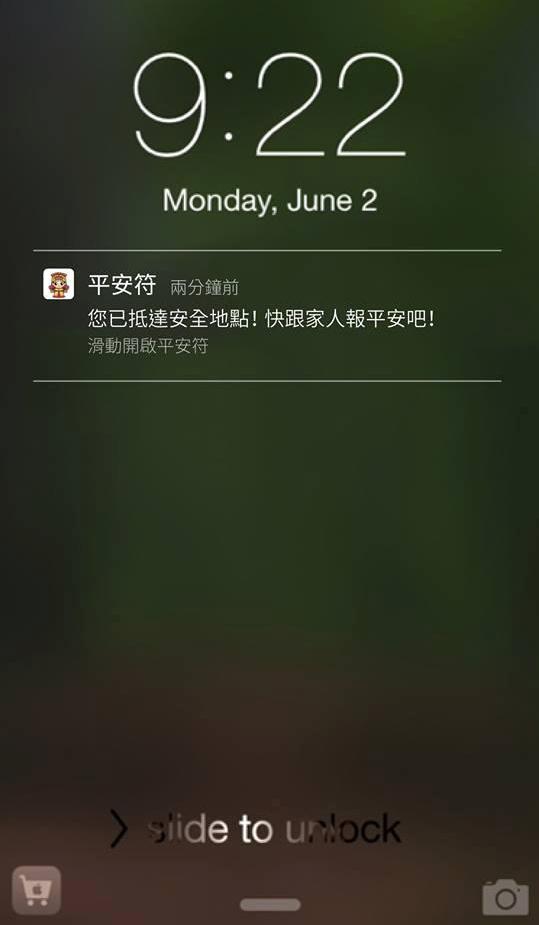 9:22
Monday, June 2
平安符 兩分鐘前
您已抵達安全地點！快跟家人報平安吧！
滑動開啟平安符
slide to unlock